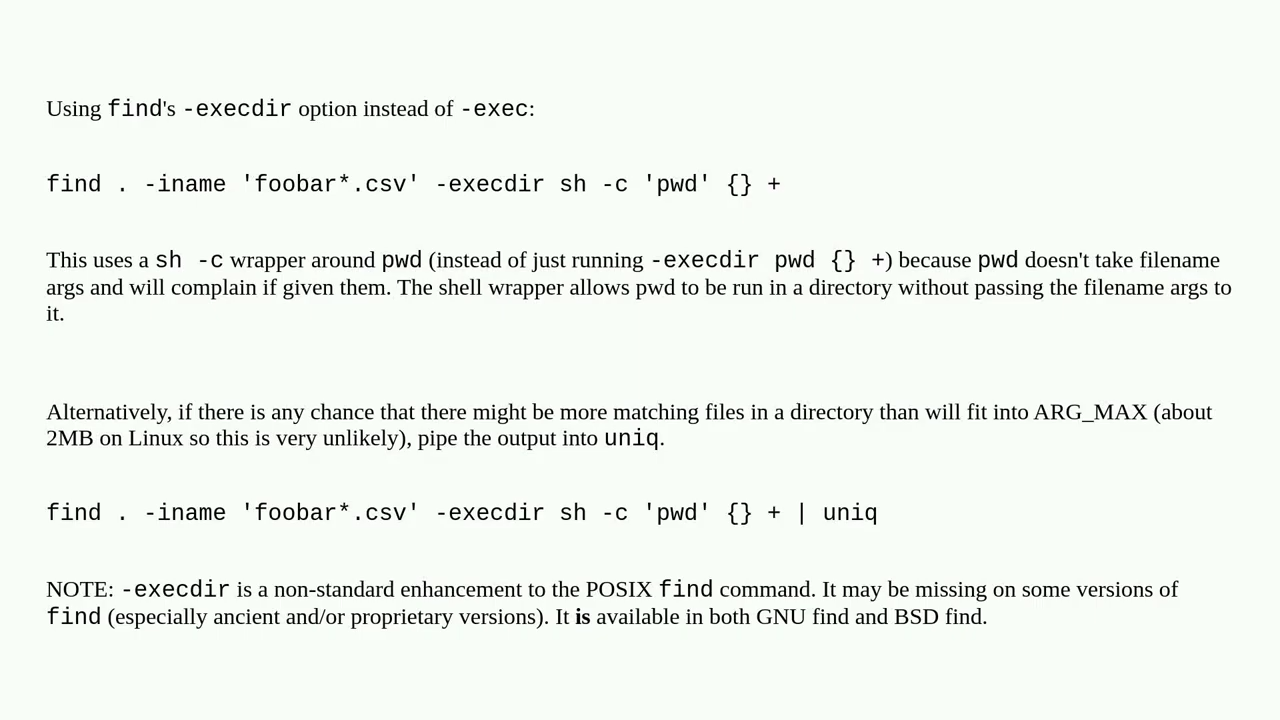 Using find's -execdir option instead of -exec:
find . -iname 'foobar*.csv' -execdir sh -c 'pwd' {} +
This uses a sh -c wrapper around pwd (instead of just running -execdir pwd {} +) because pwd doesn't take filename
args and will complain if given them. The shell wrapper allows pwd to be run in a directory without passing the filename args to
it.
Alternatively, if there is any chance that there might be more matching files in a directory than will fit into ARG_MAX (about
2MB on Linux so this is very unlikely), pipe the output into uniq.
find . -iname 'foobar*.csv' -execdir sh -c 'pwd' {} + | uniq
NOTE: -execdir is a non-standard enhancement to the POSIX find command. It may be missing on some versions of
find (especially ancient and/or proprietary versions). It is available in both GNU find and BSD find.